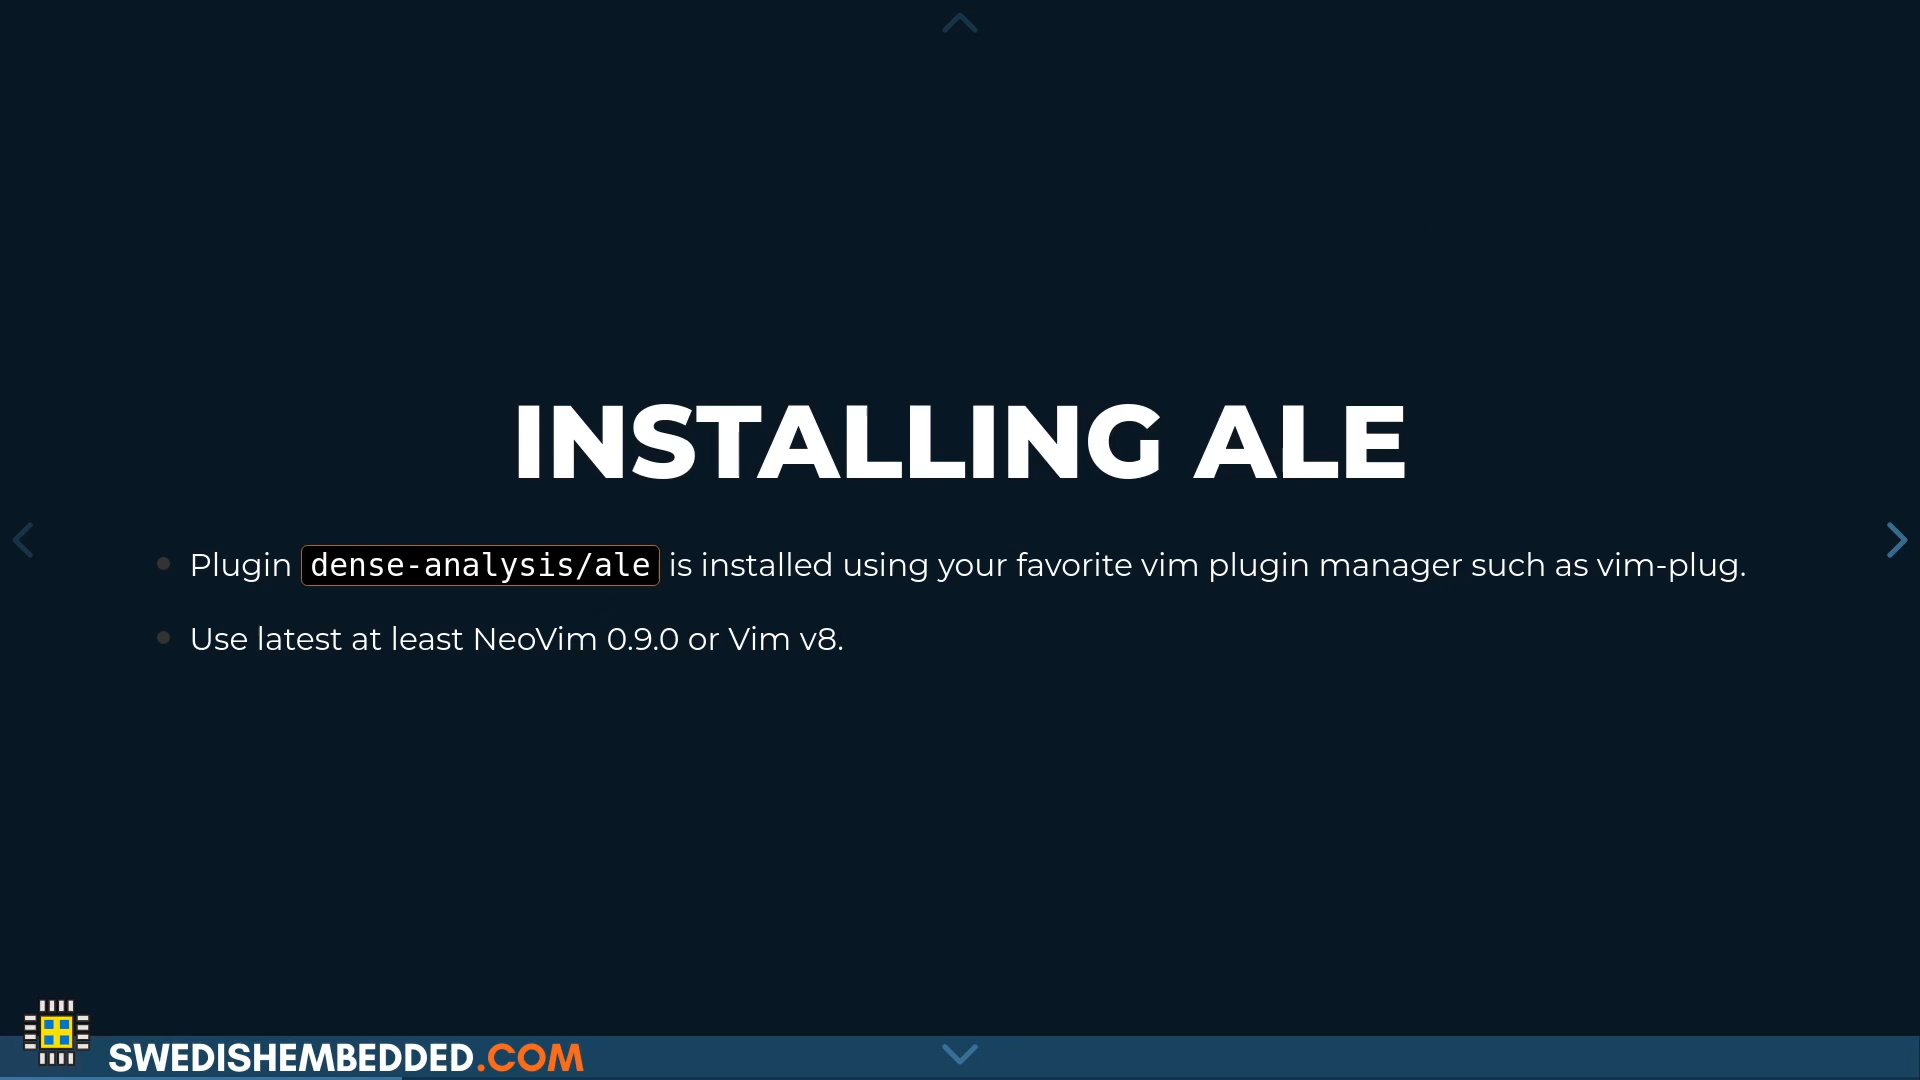 INSTALLING ALE
Plugin dense-analysis/ale is installed using your favorite vim plugin manager such as vim-plug.
Use latest at least NeoVim 0.9.0 or Vim v8.
SWEDISHEMBEDDED.COM